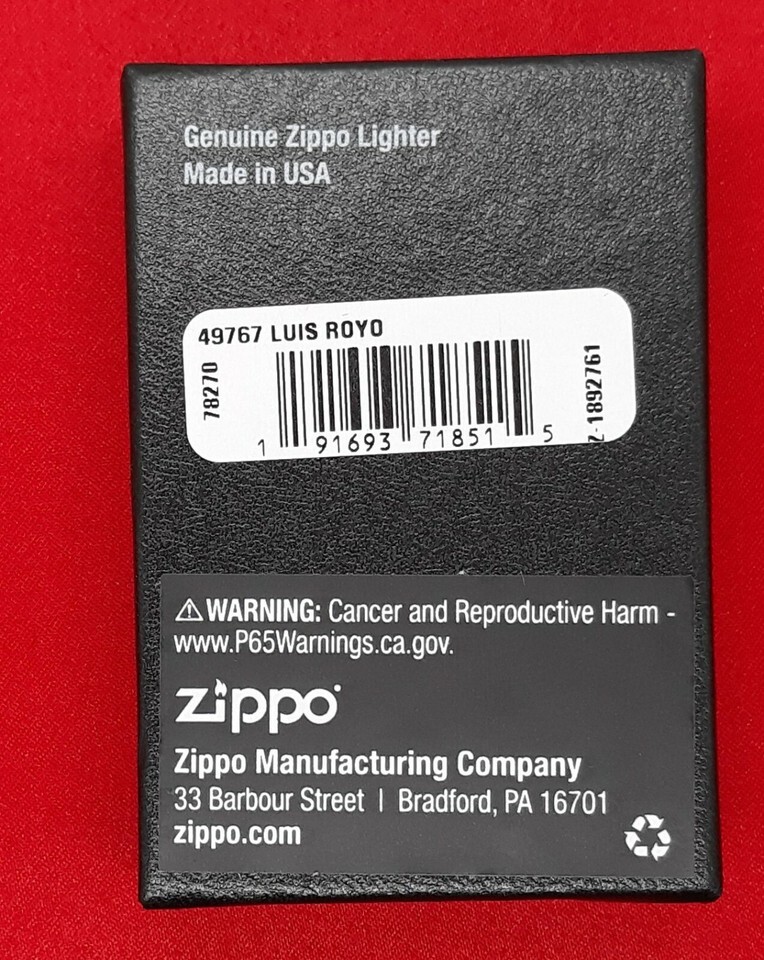 Genuine Zippo Lighter
Made in USA
49767 LUIS ROYO
78270
1 91693 71851 5
Z-1892761
⚠ WARNING: Cancer and Reproductive Harm -
www.P65Warnings.ca.gov.
zippo
Zippo Manufacturing Company
33 Barbour Street | Bradford, PA 16701
zippo.com